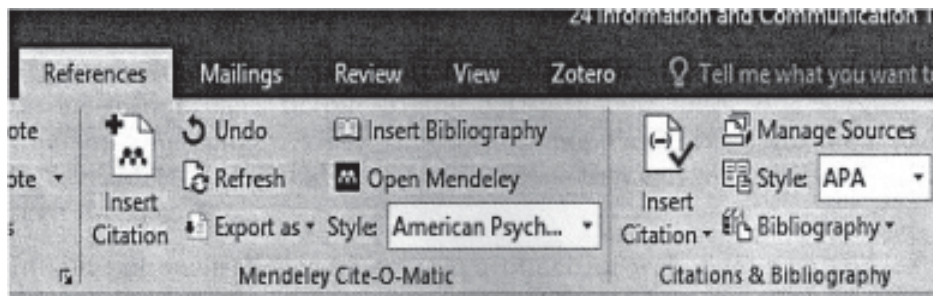 24 Information and Communication T
References Mailings Review View Zotero Tell me what you want t
ote Undo Insert Bibliography Manage Sources
ote Refresh Open Mendeley Style: APA
s Insert Citation Export as Style: American Psych... Insert Citation Bibliography
Mendeley Cite-O-Matic Citations & Bibliography